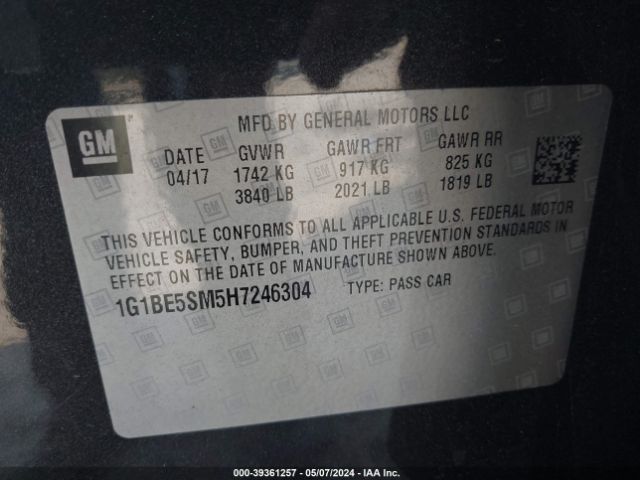 GM
MFD BY GENERAL MOTORS LLC
DATE GVWR GAWR FRT GAWR RR
04/17 1742 KG 917 KG 825 KG
3840 LB 2021 LB 1819 LB
THIS VEHICLE CONFORMS TO ALL APPLICABLE U.S. FEDERAL MOTOR
VEHICLE SAFETY, BUMPER, AND THEFT PREVENTION STANDARDS IN
EFFECT ON THE DATE OF MANUFACTURE SHOWN ABOVE.
1G1BE5SM5H7246304 TYPE: PASS CAR
000-39361257 - 05/07/2024 - IAA Inc.